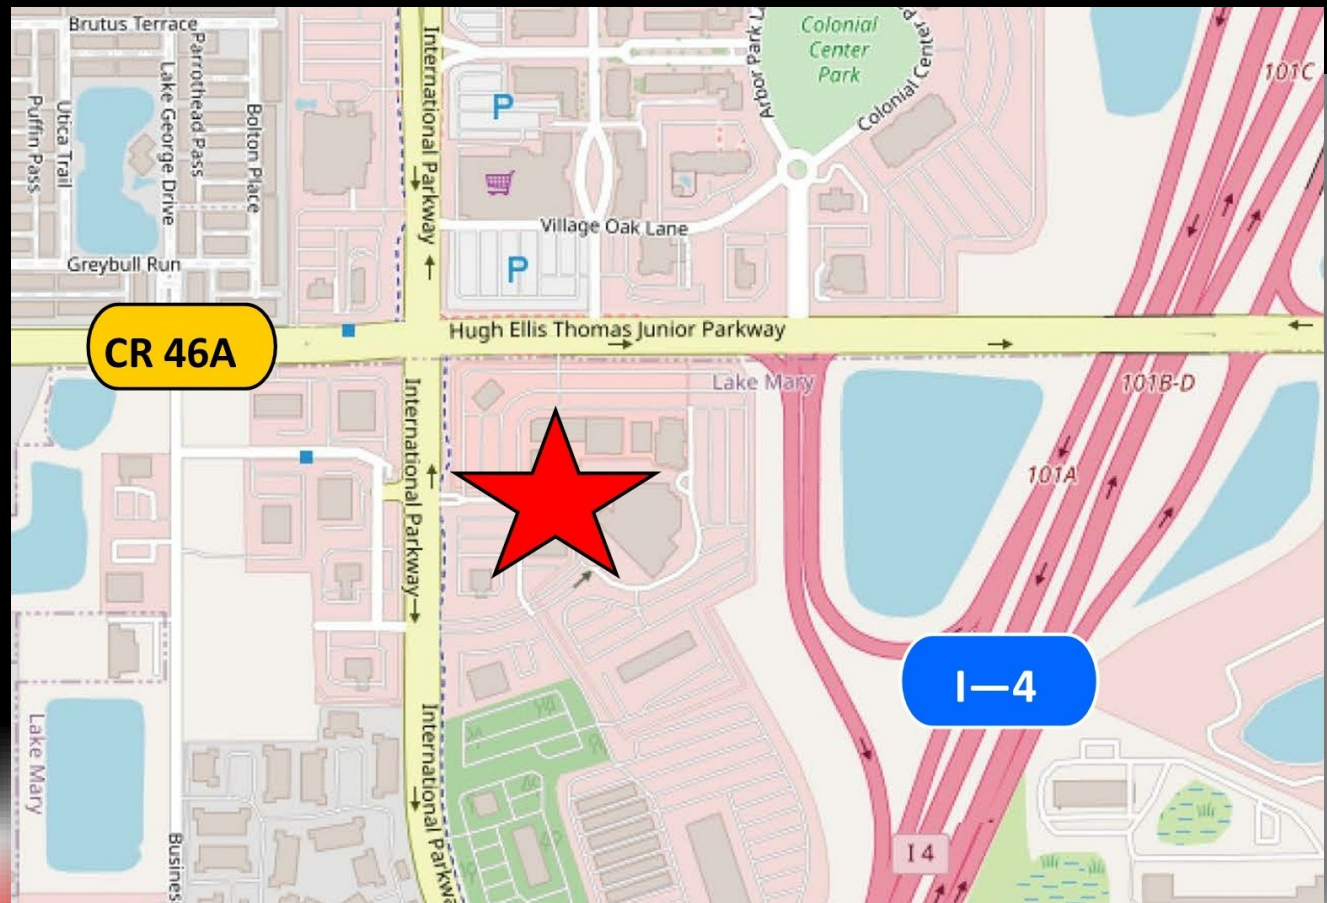 Brutus Terrace
Puffin Pass
Utica Trail
Lake George Drive
Parrothead Pass
Bolton Place
Greybull Run
International Parkway
P
P
Village Oak Lane
Arbor Park L
Colonial
Center
Park
Colonial Center P
101C
CR 46A
Hugh Ellis Thomas Junior Parkway
Lake Mary
101B-D
101A
International Parkway
I—4
I 4
Lake Mary
Busines
International Parkwa